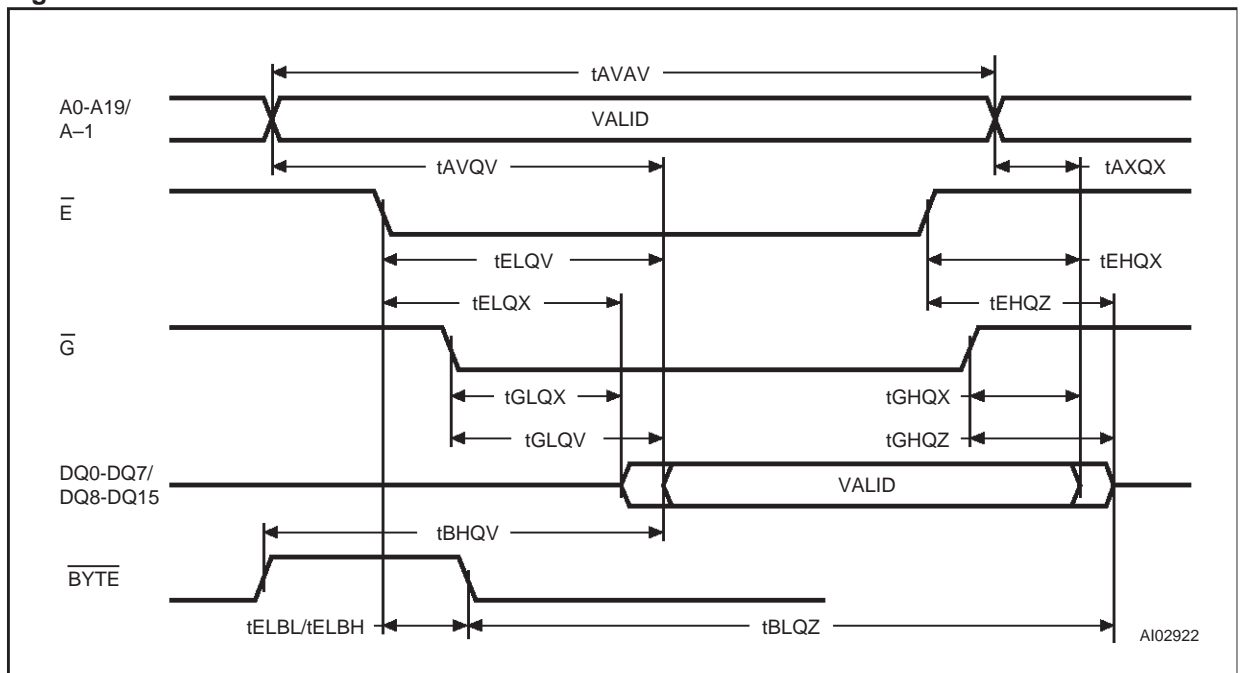 tAVAV
A0-A19/
A–1
VALID
tAVQV
tAXQX
E
tELQV
tEHQX
tELQX
tEHQZ
G
tGLQX
tGHQX
tGLQV
tGHQZ
DQ0-DQ7/
DQ8-DQ15
VALID
tBHQV
BYTE
tELBL/tELBH
tBLQZ
AI02922